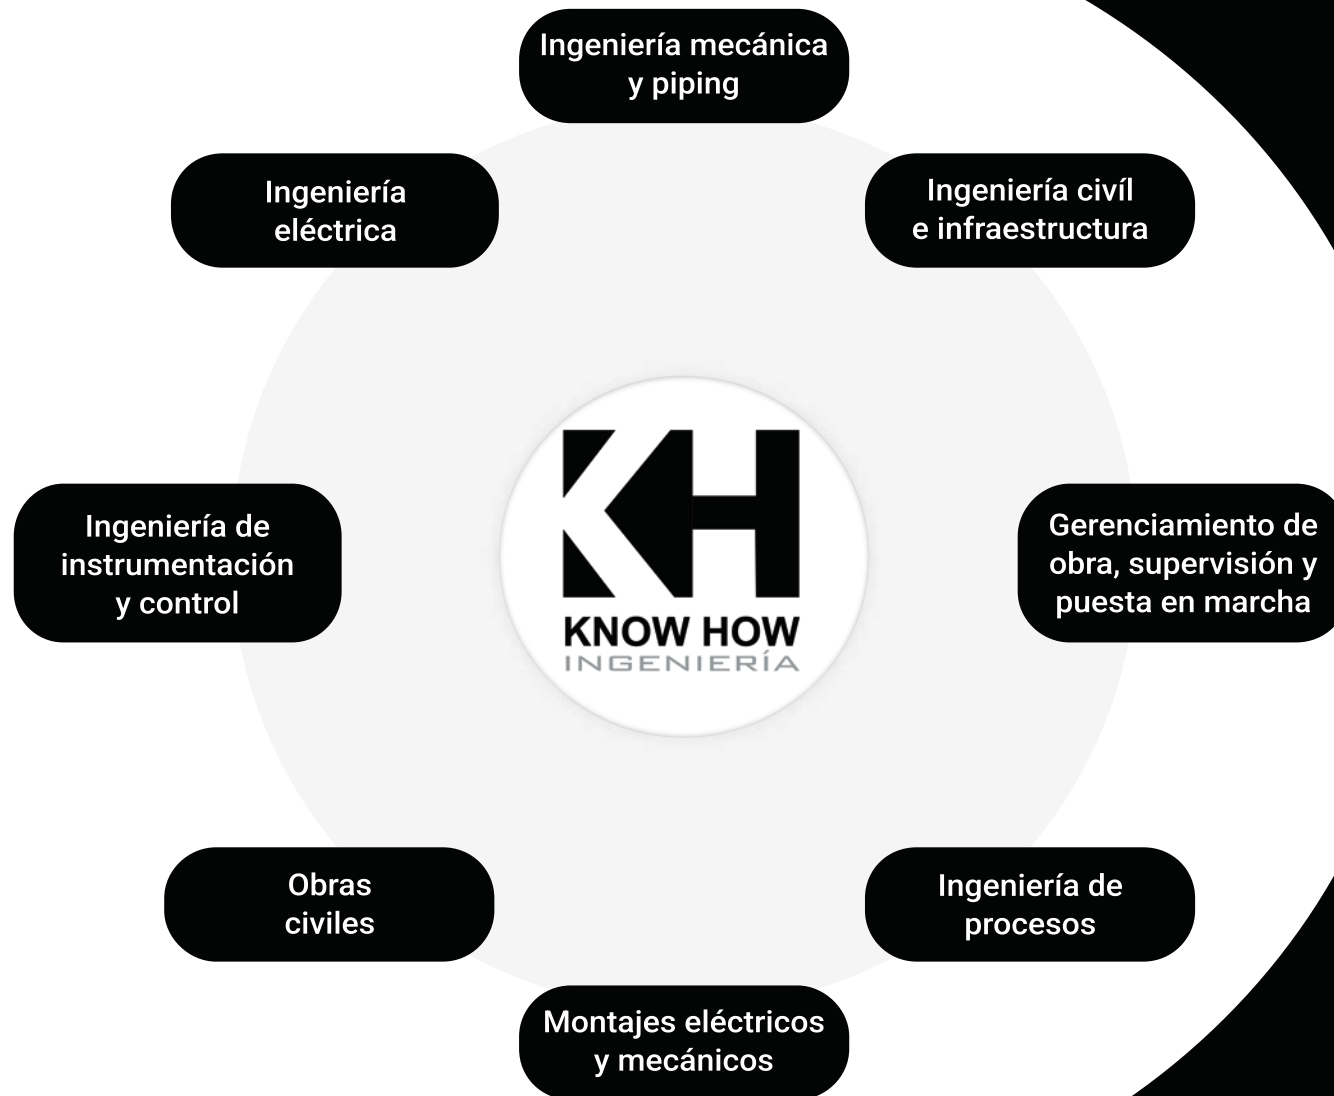 Ingeniería mecánica
y piping
Ingeniería
eléctrica
Ingeniería civíl
e infraestructura
Ingeniería de
instrumentación
y control
KH
KNOW HOW
INGENIERÍA
Gerenciamiento de
obra, supervisión y
puesta en marcha
Obras
civiles
Ingeniería de
procesos
Montajes eléctricos
y mecánicos